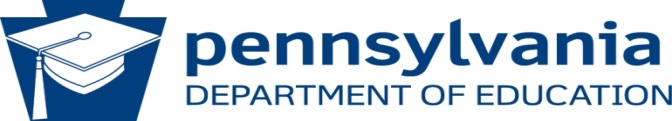 pennsylvania
DEPARTMENT OF EDUCATION